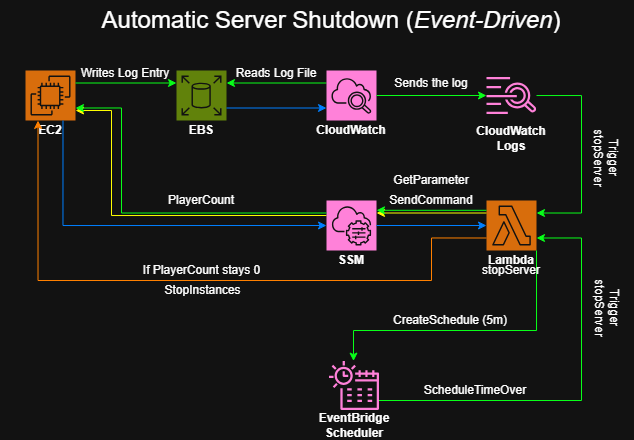 Automatic Server Shutdown (Event-Driven)
Writes Log Entry
Reads Log File
Sends the log
EC2
EBS
CloudWatch
CloudWatch
Logs
Trigger
stopServer
GetParameter
PlayerCount
SendCommand
SSM
Lambda
stopServer
If PlayerCount stays 0
StopInstances
Trigger
stopServer
CreateSchedule (5m)
ScheduleTimeOver
EventBridge
Scheduler